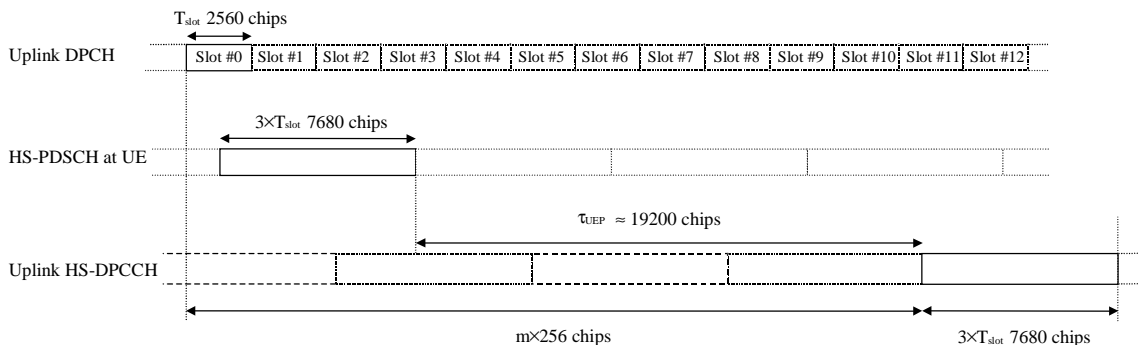 Tslot 2560 chips
Uplink DPCH
Slot #0 Slot #1 Slot #2 Slot #3 Slot #4 Slot #5 Slot #6 Slot #7 Slot #8 Slot #9 Slot #10 Slot #11 Slot #12
3×Tslot 7680 chips
HS-PDSCH at UE
τUEP ≈ 19200 chips
Uplink HS-DPCCH
m×256 chips
3×Tslot 7680 chips